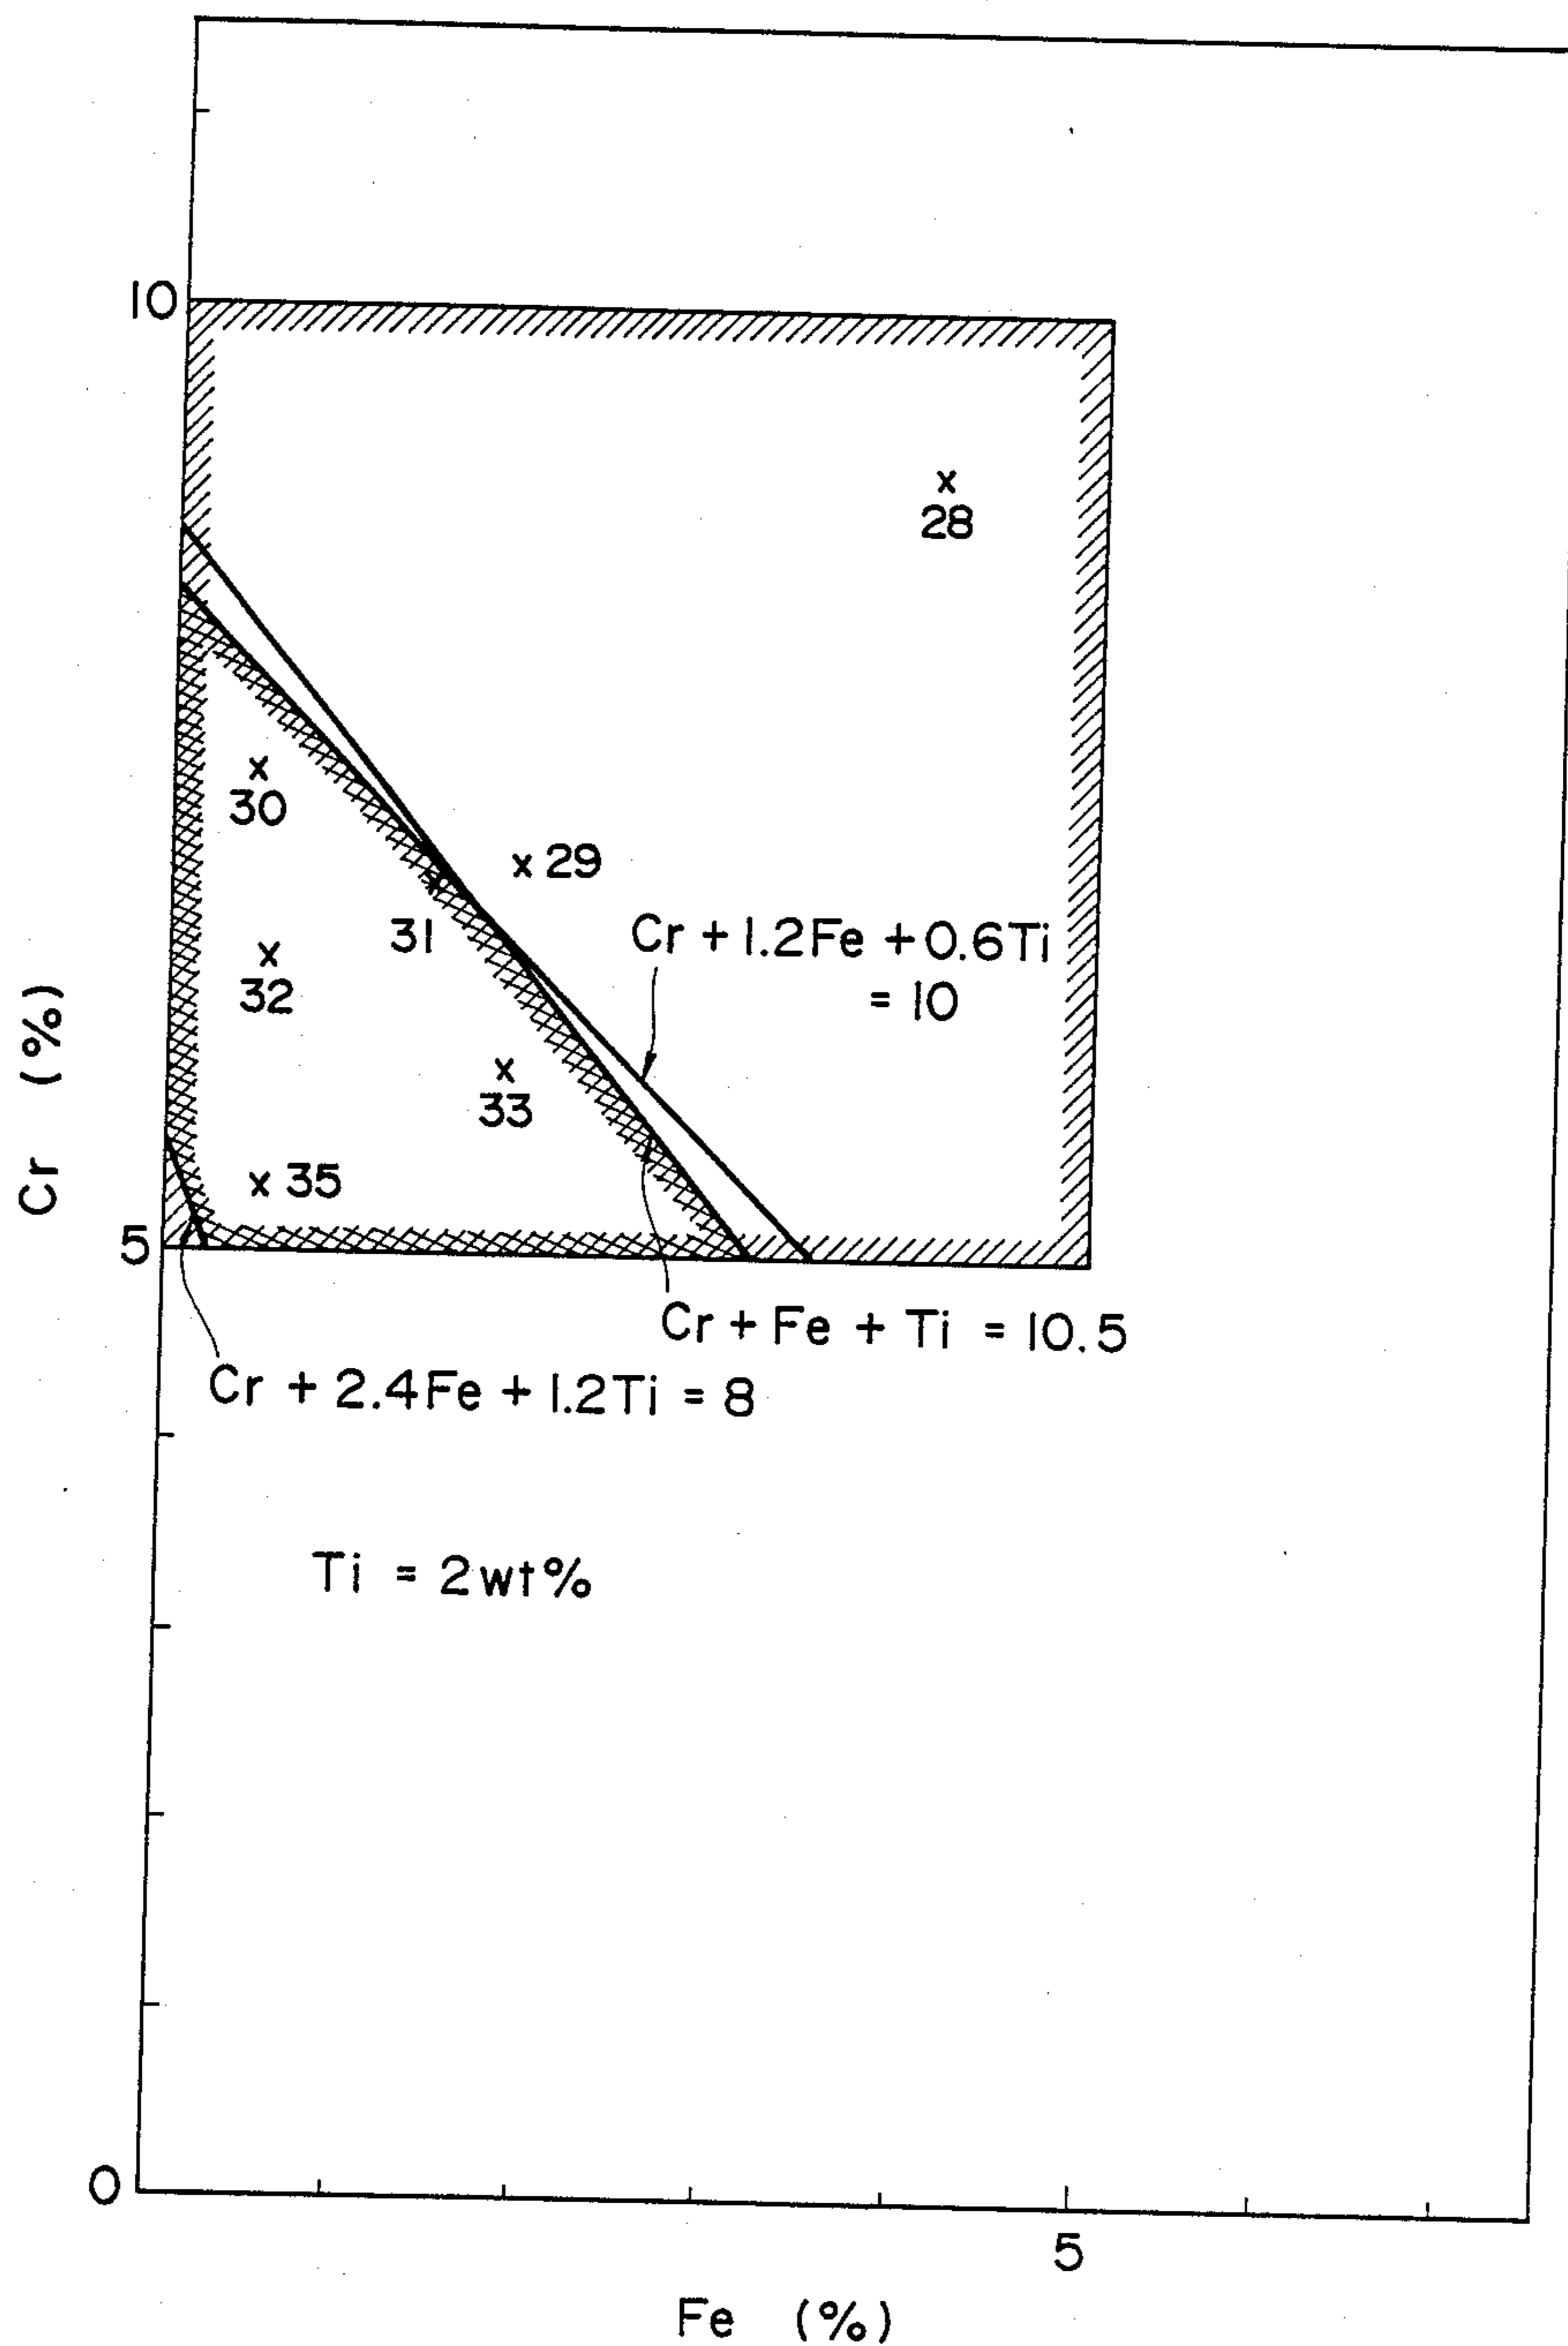 10
x
28
x
30
x 29
31
Cr + 1.2Fe + 0.6Ti
= 10
x
32
Cr (%)
x
33
x 35
5
Cr + Fe + Ti = 10.5
Cr + 2.4Fe + 1.2Ti = 8
Ti = 2wt%
0
5
Fe (%)